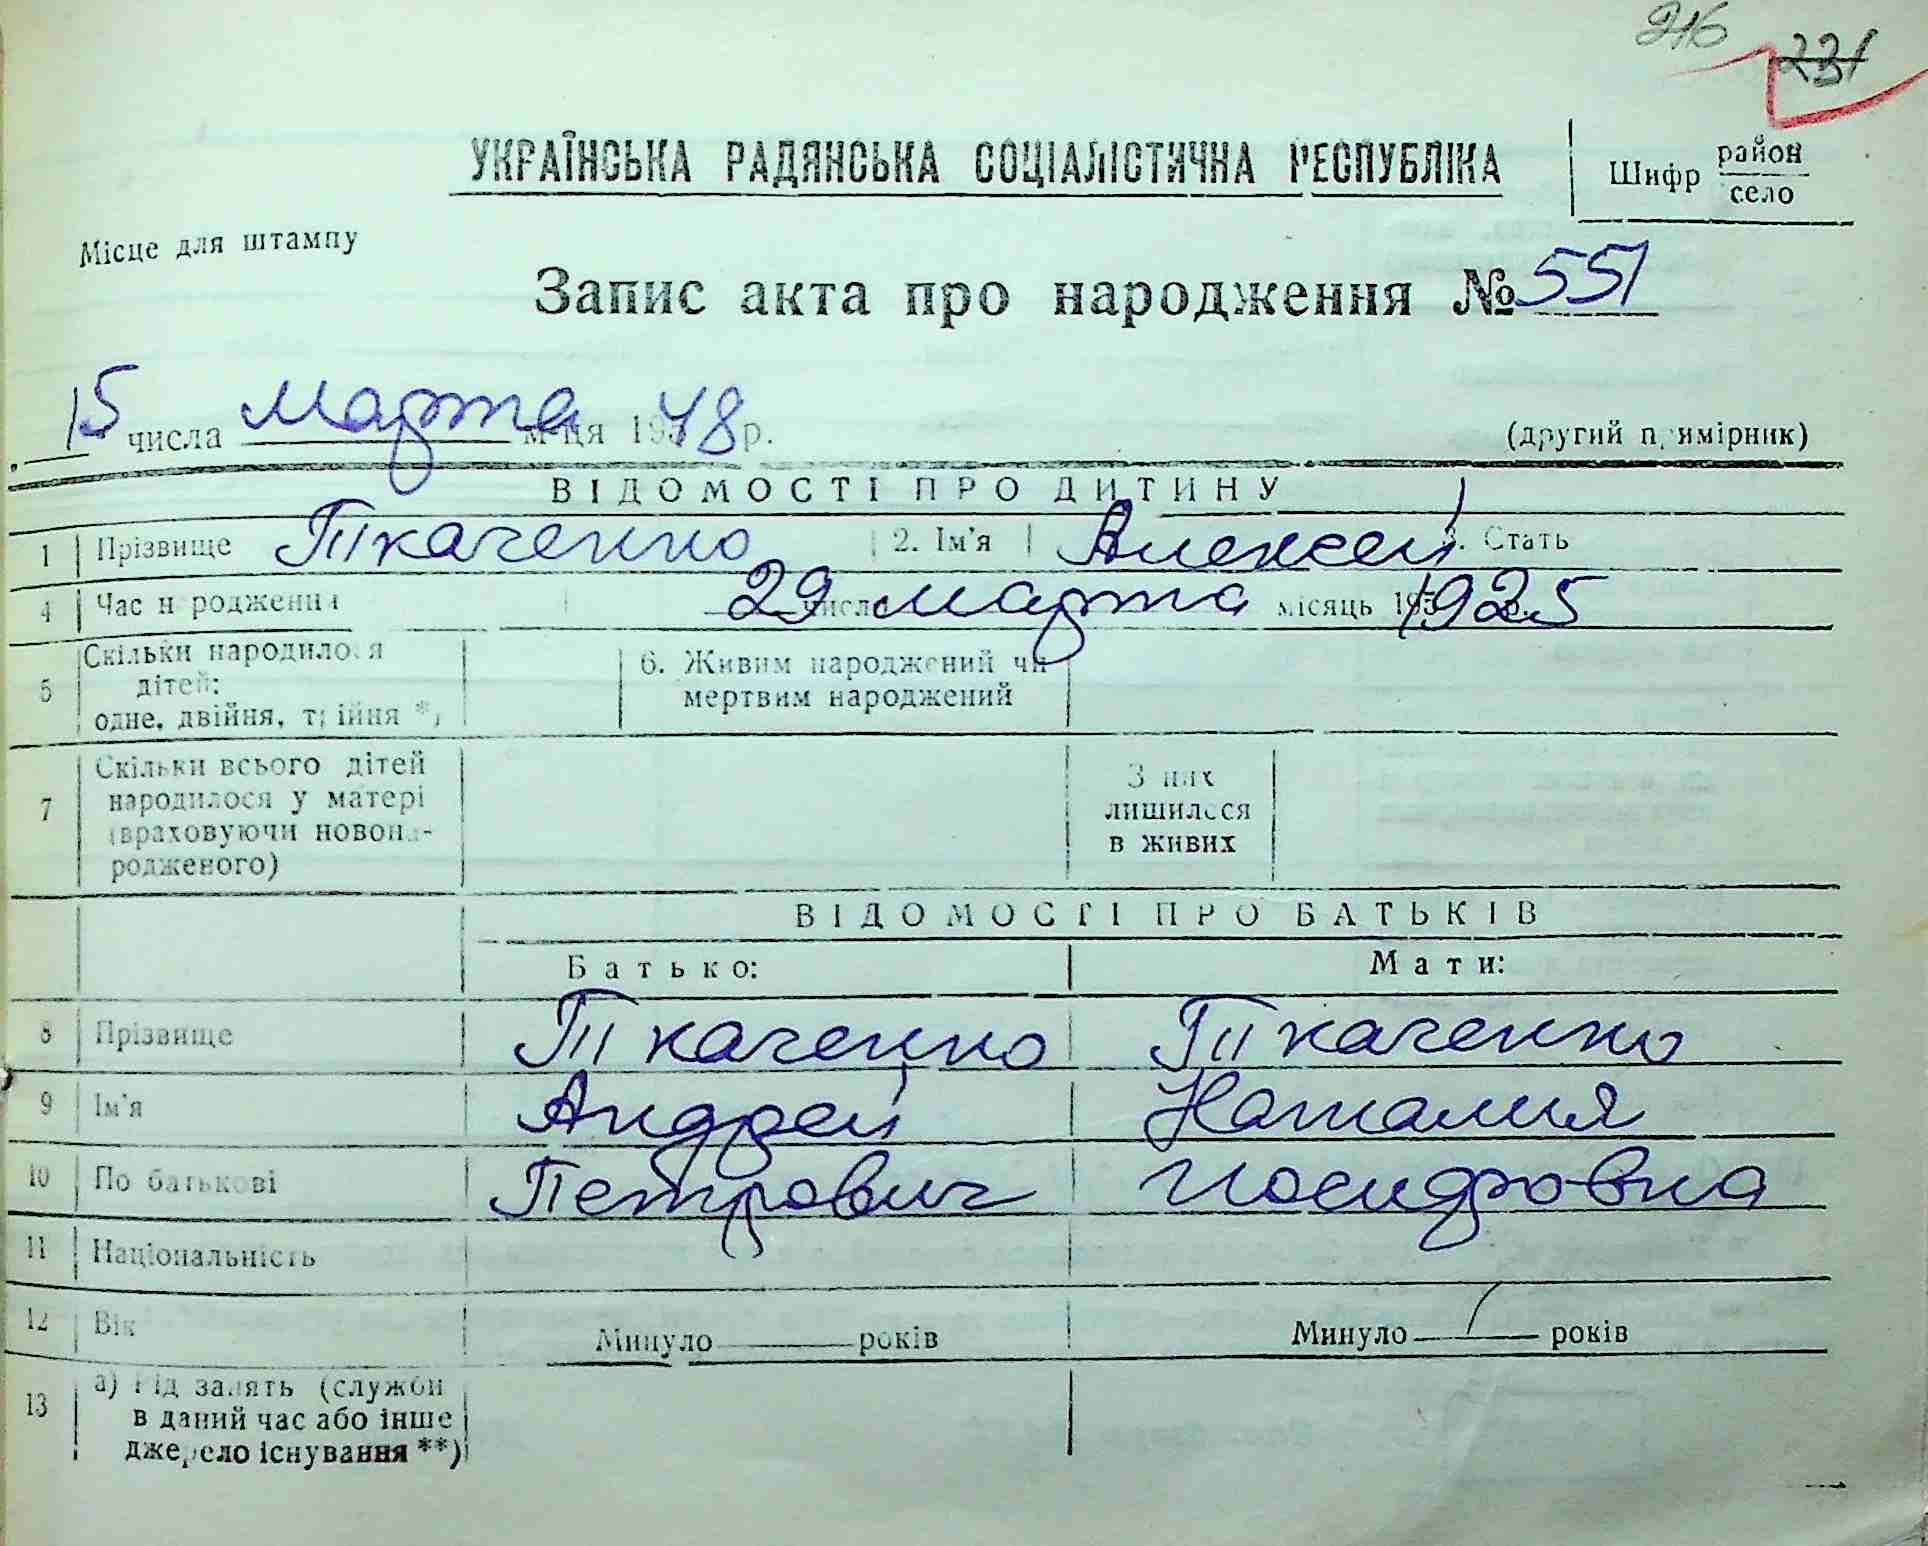 216 231
УКРАЇНСЬКА РАДЯНСЬКА СОЦІАЛІСТИЧНА РЕСПУБЛІКА
Шифр район
село
Місце для штампу
Запис акта про народження № 551
15 числа марта м-ця 195 48 р. (другий примірник)
ВІДОМОСТІ ПРО ДИТИНУ
1 Прізвище Ткаченко 2. Ім'я Алексей 3. Стать
4 Час народження 29 числа марта місяць 195 1925
5 Скільки народилося
дітей:
одне, двійня, трійня *)
6. Живим народжений чи
мертвим народжений
7 Скільки всього дітей
народилося у матері
(враховуючи новона-
родженого)
З них
лишилося
в живих
ВІДОМОСТІ ПРО БАТЬКІВ
Батько: Мати:
8 Прізвище Ткаченко Ткаченко
9 Ім'я Андрей Наталия
10 По батькові Петрович Иосифовна
11 Національність
12 Вік Минуло років Минуло років
13 а) Рід занять (служби
в даний час або інше
джерело існування **)